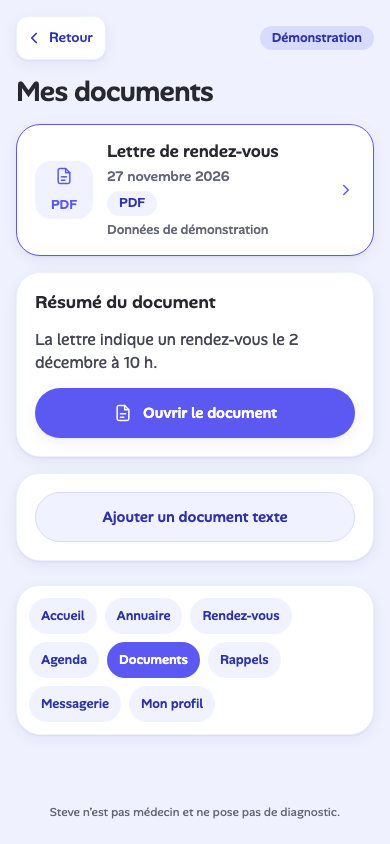 Retour
Démonstration
Mes documents
Lettre de rendez-vous
27 novembre 2026
PDF
PDF
Données de démonstration
Résumé du document
La lettre indique un rendez-vous le 2
décembre à 10 h.
Ouvrir le document
Ajouter un document texte
Accueil
Annuaire
Rendez-vous
Agenda
Documents
Rappels
Messagerie
Mon profil
Steve n'est pas médecin et ne pose pas de diagnostic.